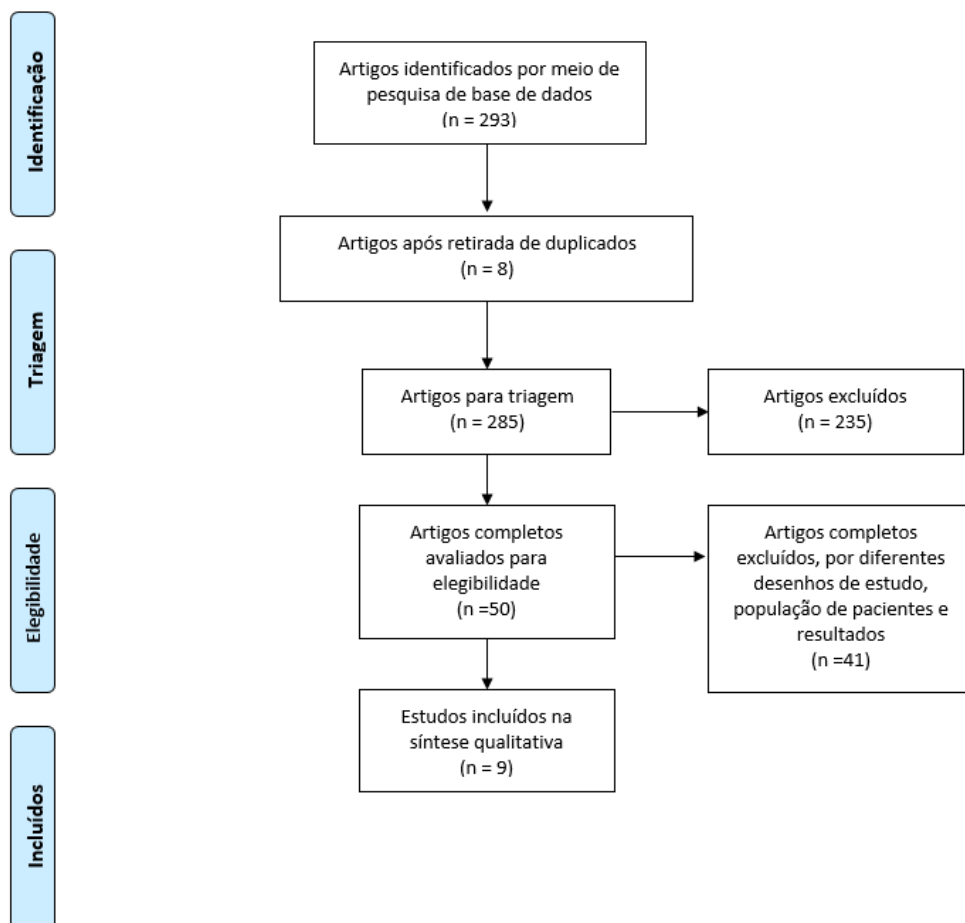 Identificação
Artigos identificados por meio de
pesquisa de base de dados
(n = 293)
Triagem
Artigos após retirada de duplicados
(n = 8)
Artigos para triagem
(n = 285)
Artigos excluídos
(n = 235)
Elegibilidade
Artigos completos
avaliados para
elegibilidade
(n =50)
Artigos completos
excluídos, por diferentes
desenhos de estudo,
população de pacientes e
resultados
(n =41)
Incluídos
Estudos incluídos na
síntese qualitativa
(n = 9)